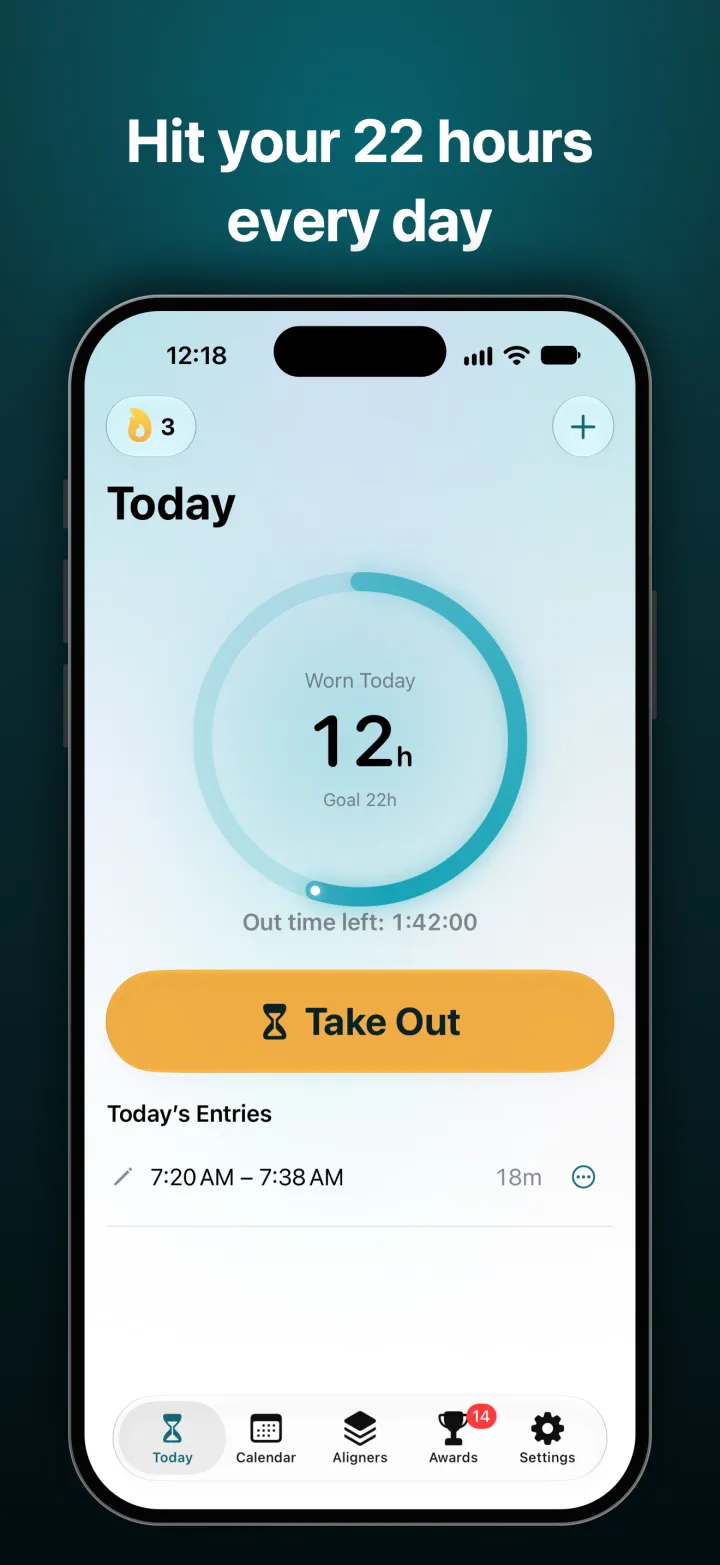 Hit your 22 hours
every day
12:18
3
Today
Worn Today
12h
Goal 22h
Out time left: 1:42:00
Take Out
Today’s Entries
7:20 AM – 7:38 AM 18m
14
Today Calendar Aligners Awards Settings